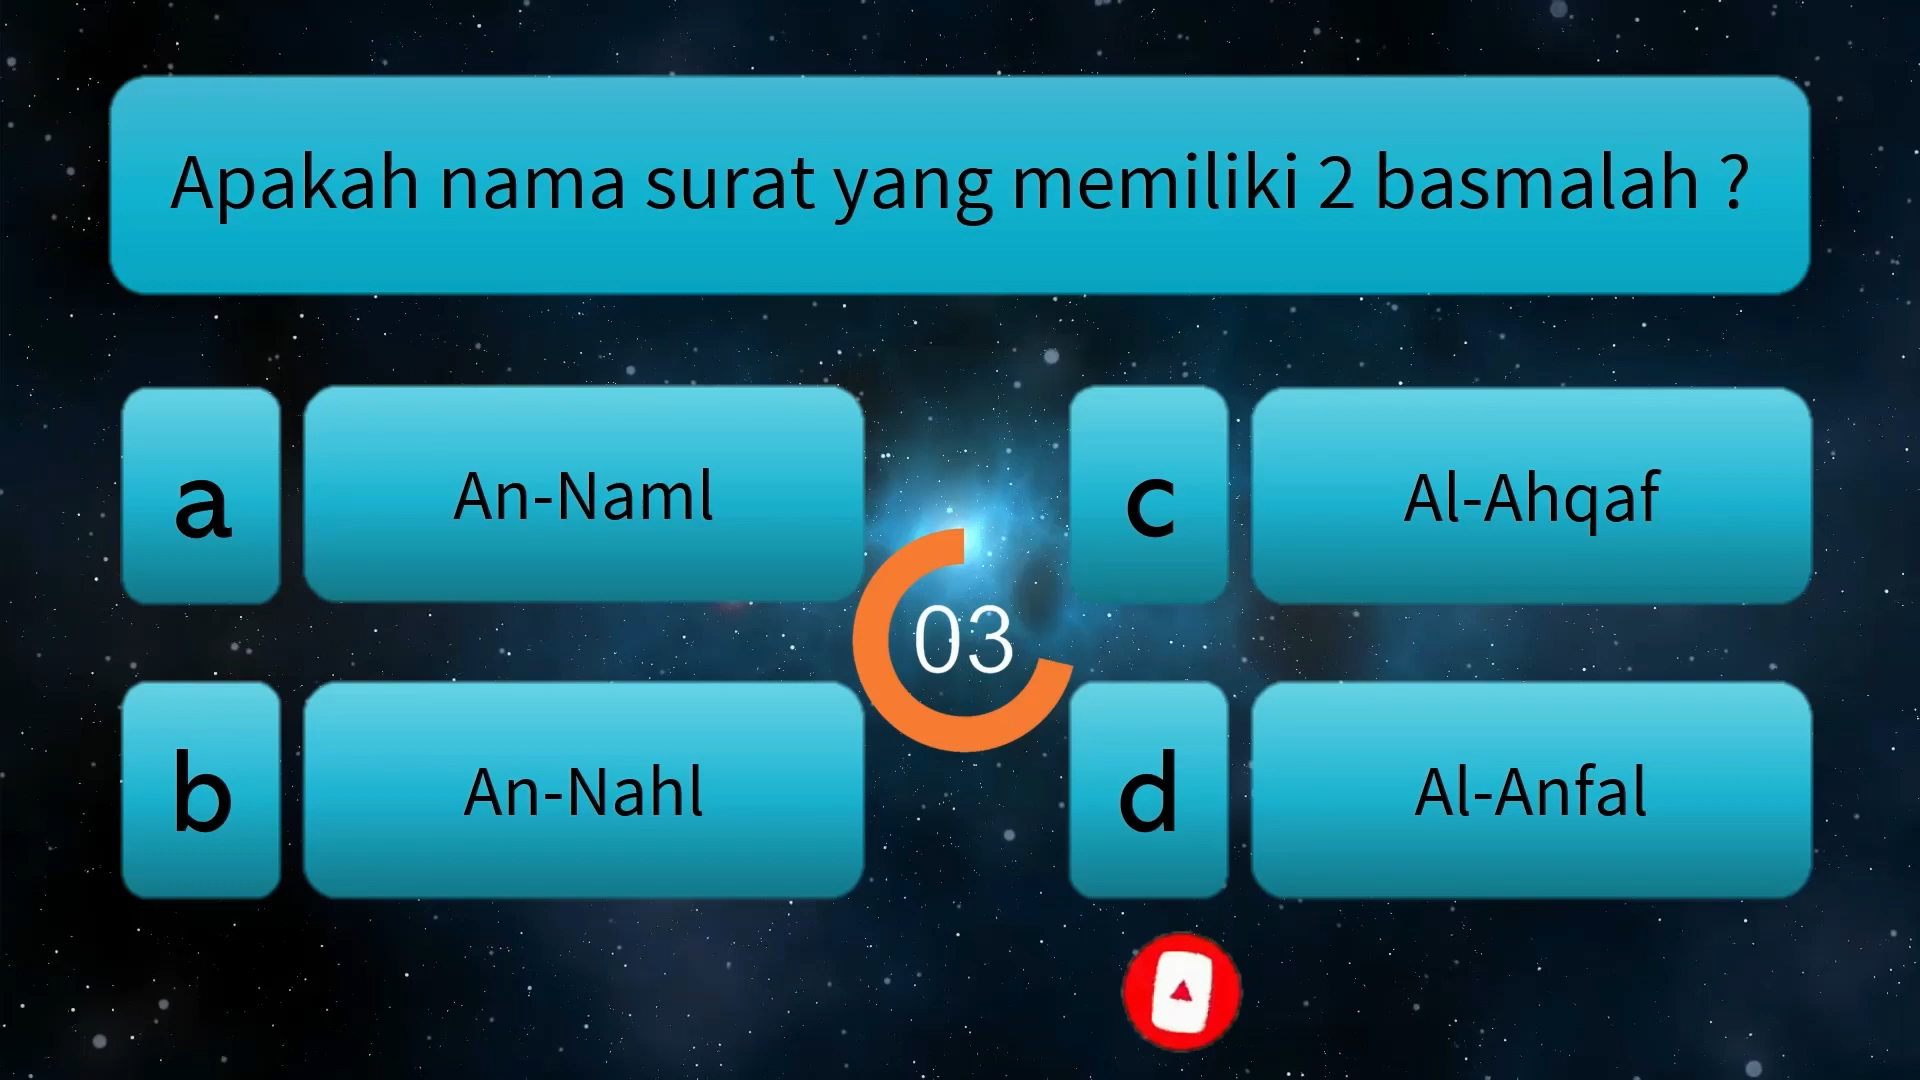 Apakah nama surat yang memiliki 2 basmalah ?
a
An-Naml
c
Al-Ahqaf
03
b
An-Nahl
d
Al-Anfal